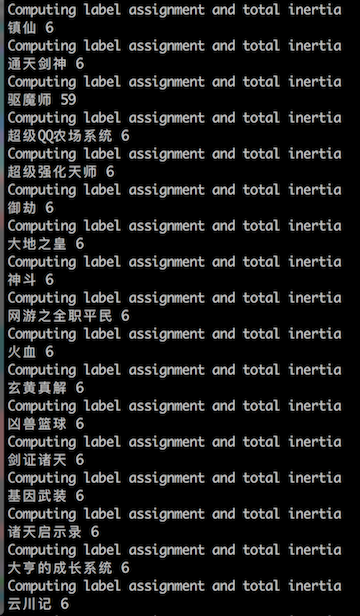 Computing label assignment and total inertia
镇仙 6
Computing label assignment and total inertia
通天剑神 6
Computing label assignment and total inertia
驱魔师 59
Computing label assignment and total inertia
超级QQ农场系统 6
Computing label assignment and total inertia
超级强化天师 6
Computing label assignment and total inertia
御劫 6
Computing label assignment and total inertia
大地之皇 6
Computing label assignment and total inertia
神斗 6
Computing label assignment and total inertia
网游之全职平民 6
Computing label assignment and total inertia
火血 6
Computing label assignment and total inertia
玄黄真解 6
Computing label assignment and total inertia
凶兽篮球 6
Computing label assignment and total inertia
剑证诸天 6
Computing label assignment and total inertia
基因武装 6
Computing label assignment and total inertia
诸天启示录 6
Computing label assignment and total inertia
大亨的成长系统 6
Computing label assignment and total inertia
云川记 6